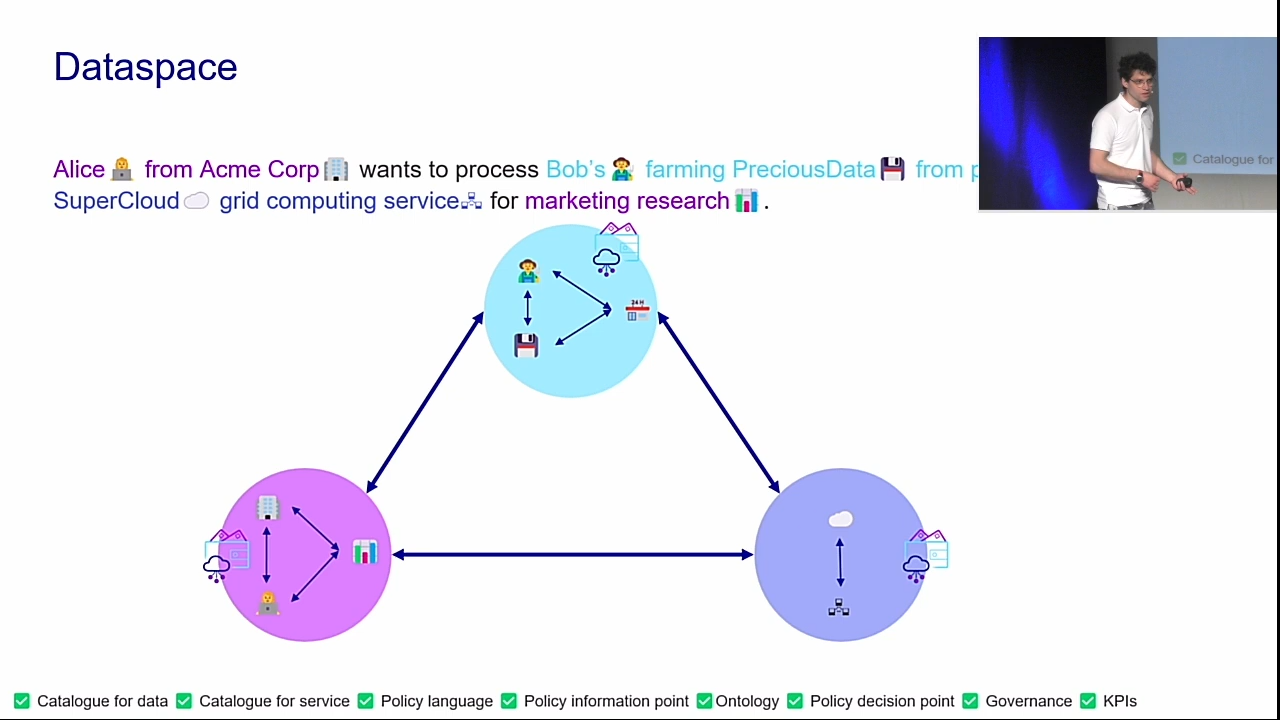 Dataspace
Alice from Acme Corp wants to process Bob's farming PreciousData from
SuperCloud grid computing service for marketing research .
Catalogue for
24 H
Catalogue for data Catalogue for service Policy language Policy information point Ontology Policy decision point Governance KPIs